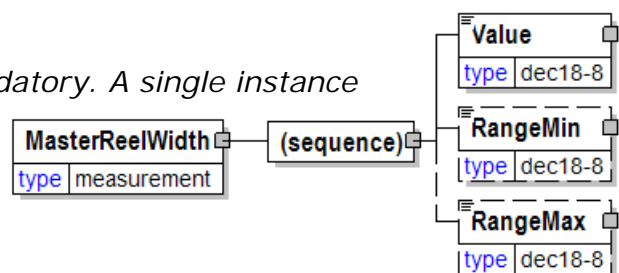 Value
type dec18-8
datory. A single instance
MasterReelWidth
type measurement
(sequence)
RangeMin
type dec18-8
RangeMax
type dec18-8